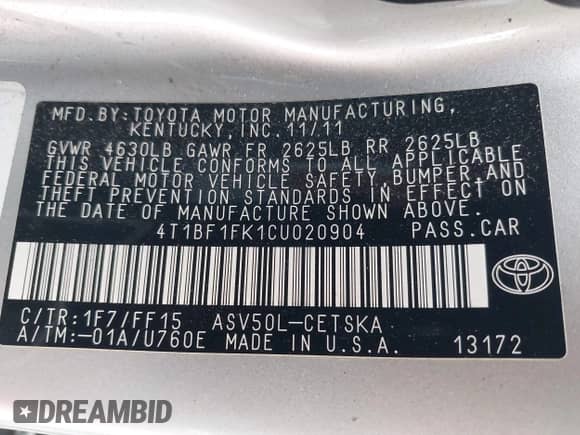 MFD.BY:TOYOTA MOTOR MANUFACTURING,
KENTUCKY, INC. 11/11
GVWR 4630LB GAWR FR 2625LB RR 2625LB
THIS VEHICLE CONFORMS TO ALL APPLICABLE
FEDERAL MOTOR VEHICLE SAFETY, BUMPER, AND
THEFT PREVENTION STANDARDS IN EFFECT ON
THE DATE OF MANUFACTURE SHOWN ABOVE.
4T1BF1FK1CU020904 PASS.CAR
C/TR:1F7/FF15 ASV50L-CETSKA
A/TM:-01A/U760E MADE IN U.S.A. 13172
DREAMBID